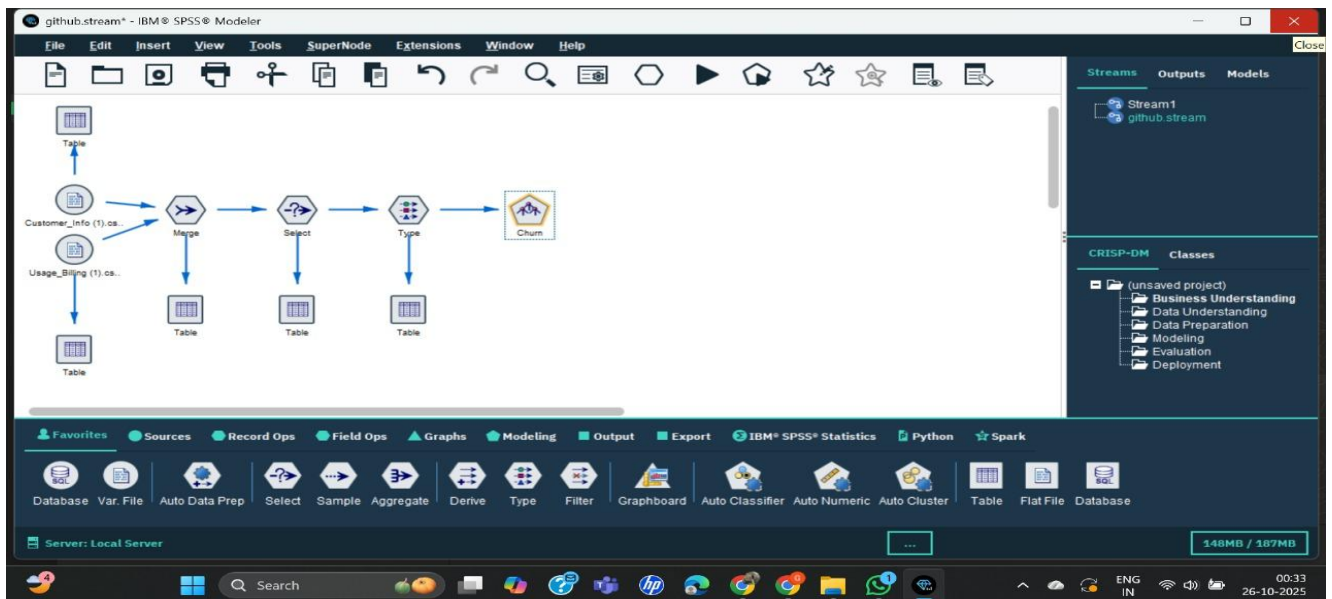 github.stream* - IBM® SPSS® Modeler
File Edit Insert View Tools SuperNode Extensions Window Help
Close
Streams Outputs Models
Stream1
github.stream
Table
Customer_Info (1).cs..
Merge
Select
Type
Churn
Usage_Billing (1).cs..
Table
Table
Table
Table
CRISP-DM Classes
(unsaved project)
Business Understanding
Data Understanding
Data Preparation
Modeling
Evaluation
Deployment
Favorites Sources Record Ops Field Ops Graphs Modeling Output Export IBM® SPSS® Statistics Python Spark
SQL
SQL
Database Var. File Auto Data Prep Select Sample Aggregate Derive Type Filter Graphboard Auto Classifier Auto Numeric Auto Cluster Table Flat File Database
Server: Local Server
...
148MB / 187MB
4
Search
hp
1
ENG
IN
00:33
26-10-2025